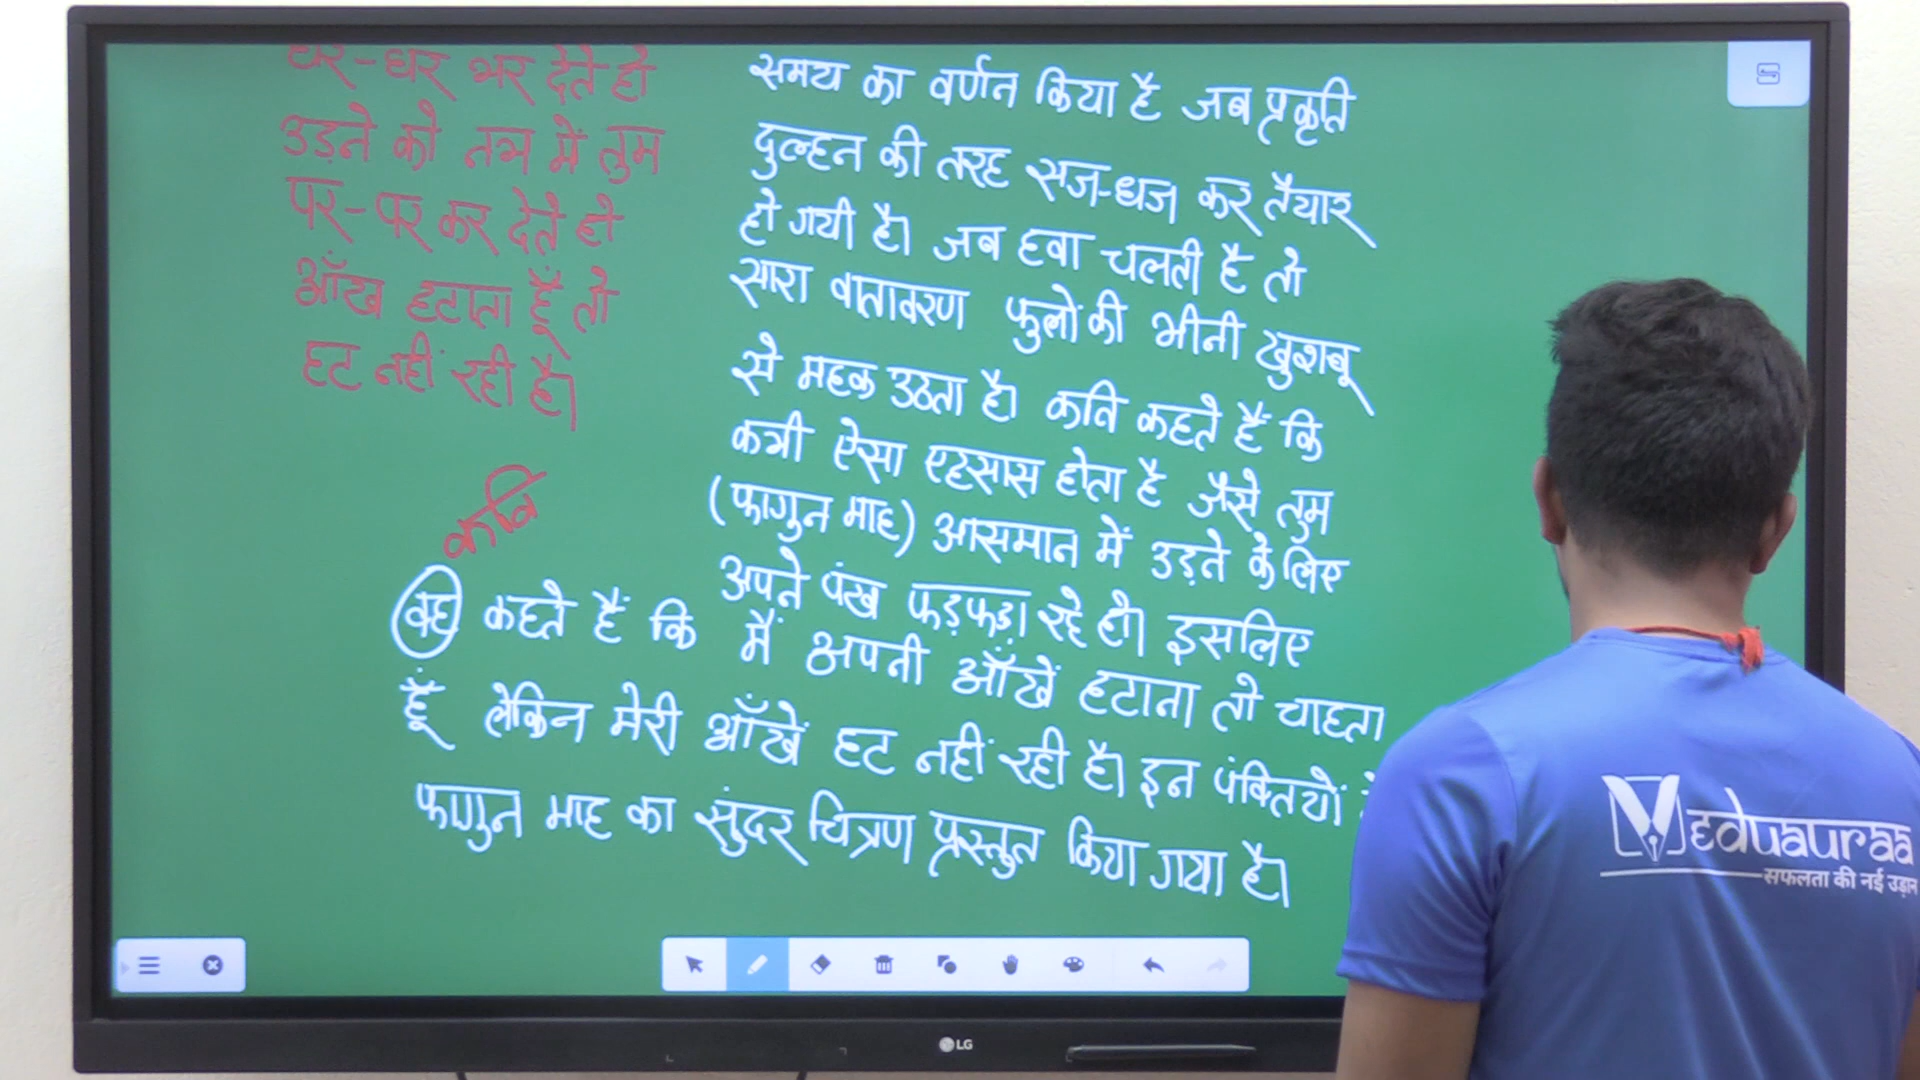 घर-घर भर देते हो
उड़ने को नभ में तुम
पर-पर कर देते हो
आँख हटाता हूँ तो
हट नहीं रही है।
समय का वर्णन किया है जब प्रकृति
दुल्हन की तरह सज-धज कर तैयार
हो गयी है। जब हवा चलती है तो
सारा वातावरण फुलों की भीनी खुशबू
से महक उठता है। कवि कहते हैं कि
कभी ऐसा एहसास होता है जैसे तुम
(फागुन माह) आसमान में उड़ने के लिए
अपने पंख फड़फड़ा रहे हो। इसलिए
कवि
वह कहते हैं कि मैं अपनी आँखें हटाना तो चाहता
हूँ लेकिन मेरी आँखें हट नहीं रही है। इन पंक्तियों
फागुन माह का सुंदर चित्रण प्रस्तुत किया गया है।
LG
eduauraa
सफलता की नई उड़ान